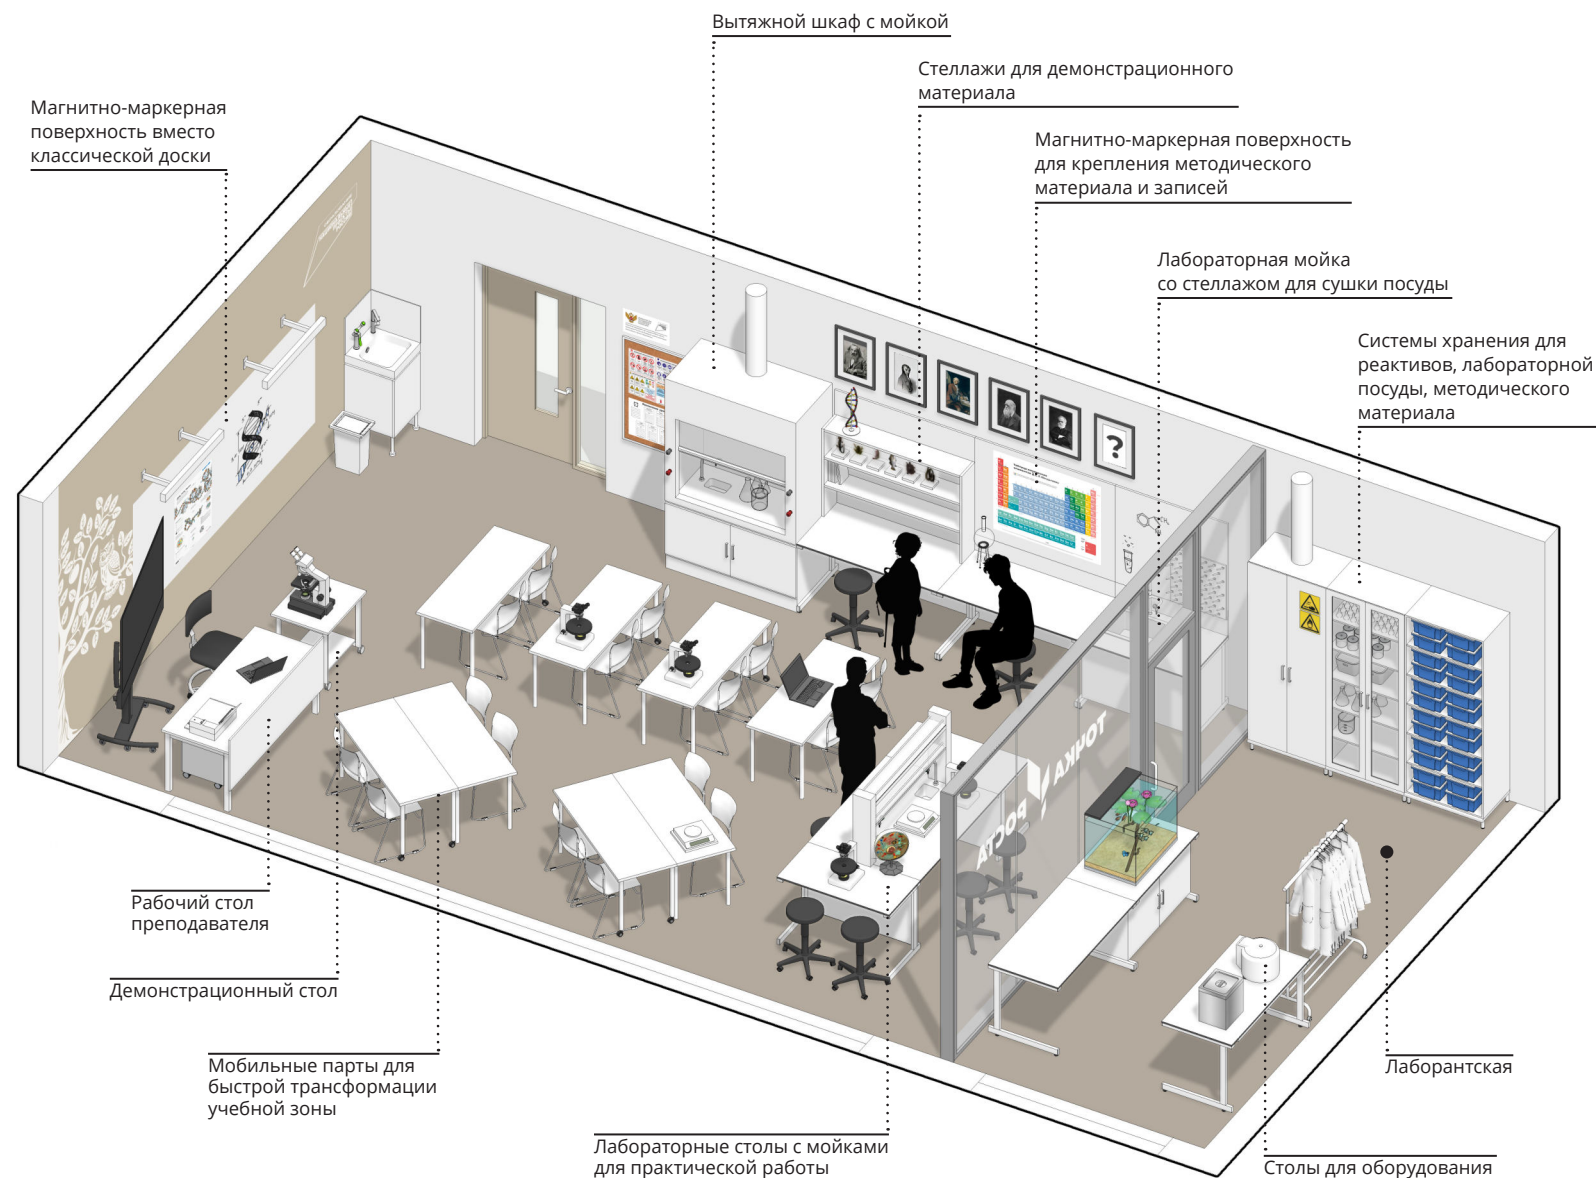 Вытяжной шкаф с мойкой
Стеллажи для демонстрационного
материала
Магнитно-маркерная
поверхность вместо
классической доски
Магнитно-маркерная поверхность
для крепления методического
материала и записей
Лабораторная мойка
со стеллажом для сушки посуды
Системы хранения для
реактивов, лабораторной
посуды, методического
материала
?
ТОЧКА
РОСТА
Рабочий стол
преподавателя
Демонстрационный стол
Мобильные парты для
быстрой трансформации
учебной зоны
Лабораторные столы с мойками
для практической работы
Лаборантская
Столы для оборудования